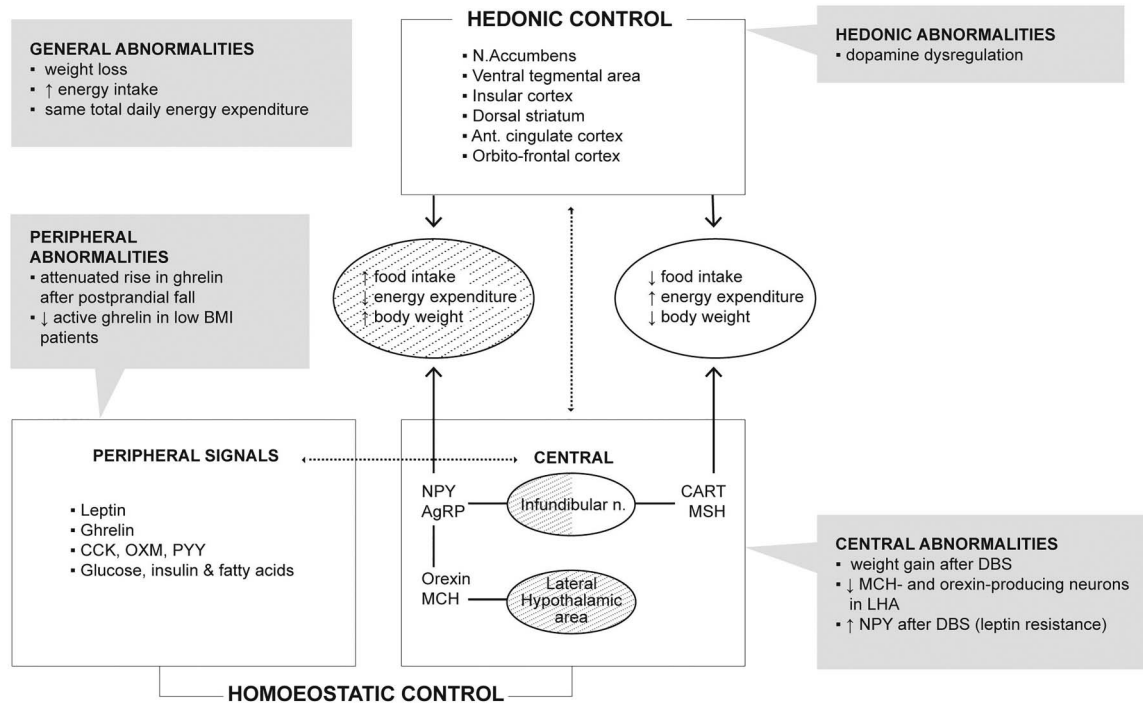 HEDONIC CONTROL
▪ N.Accumbens
▪ Ventral tegmental area
▪ Insular cortex
▪ Dorsal striatum
▪ Ant. cingulate cortex
▪ Orbito-frontal cortex
GENERAL ABNORMALITIES
▪ weight loss
▪ ↑ energy intake
▪ same total daily energy expenditure
HEDONIC ABNORMALITIES
▪ dopamine dysregulation
PERIPHERAL
ABNORMALITIES
▪ attenuated rise in ghrelin
after postprandial fall
▪ ↓ active ghrelin in low BMI
patients
↑ food intake
↓ energy expenditure
↑ body weight
↓ food intake
↑ energy expenditure
↓ body weight
PERIPHERAL SIGNALS
▪ Leptin
▪ Ghrelin
▪ CCK, OXM, PYY
▪ Glucose, insulin & fatty acids
CENTRAL
NPY
AgRP
Infundibular n.
CART
MSH
Orexin
MCH
Lateral
Hypothalamic
area
CENTRAL ABNORMALITIES
▪ weight gain after DBS
▪ ↓ MCH- and orexin-producing neurons
in LHA
▪ ↑ NPY after DBS (leptin resistance)
HOMOEOSTATIC CONTROL